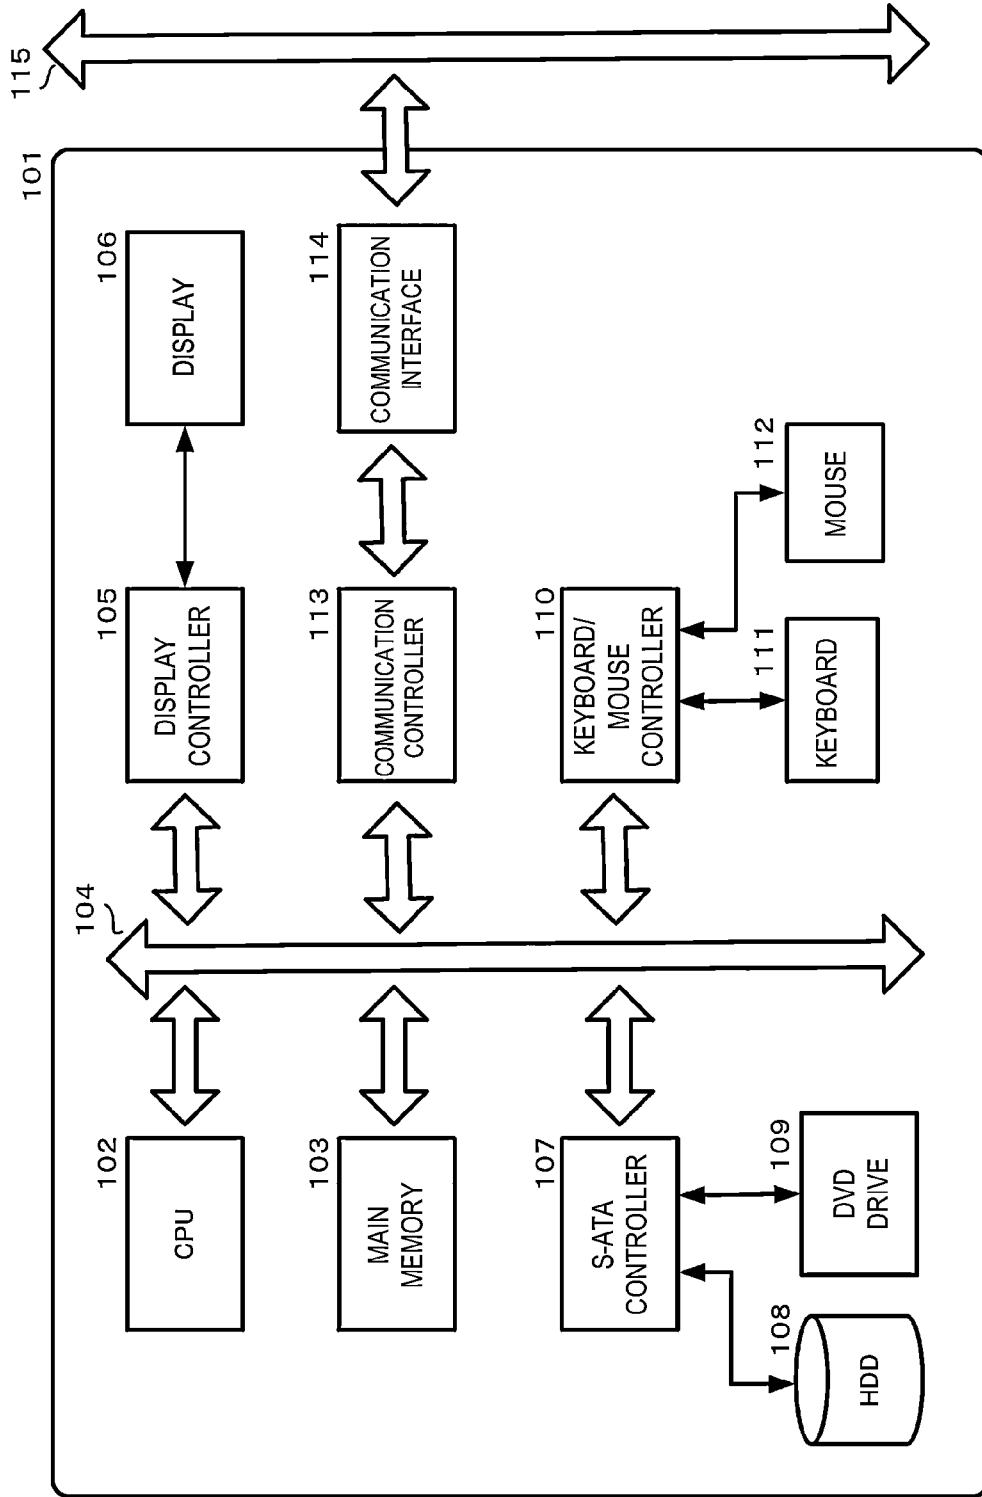 101
115
102
CPU
104
105
DISPLAY
CONTROLLER
106
DISPLAY
103
MAIN
MEMORY
113
COMMUNICATION
CONTROLLER
114
COMMUNICATION
INTERFACE
107
S-ATA
CONTROLLER
110
KEYBOARD/
MOUSE
CONTROLLER
108
HDD
109
DVD
DRIVE
111
KEYBOARD
112
MOUSE